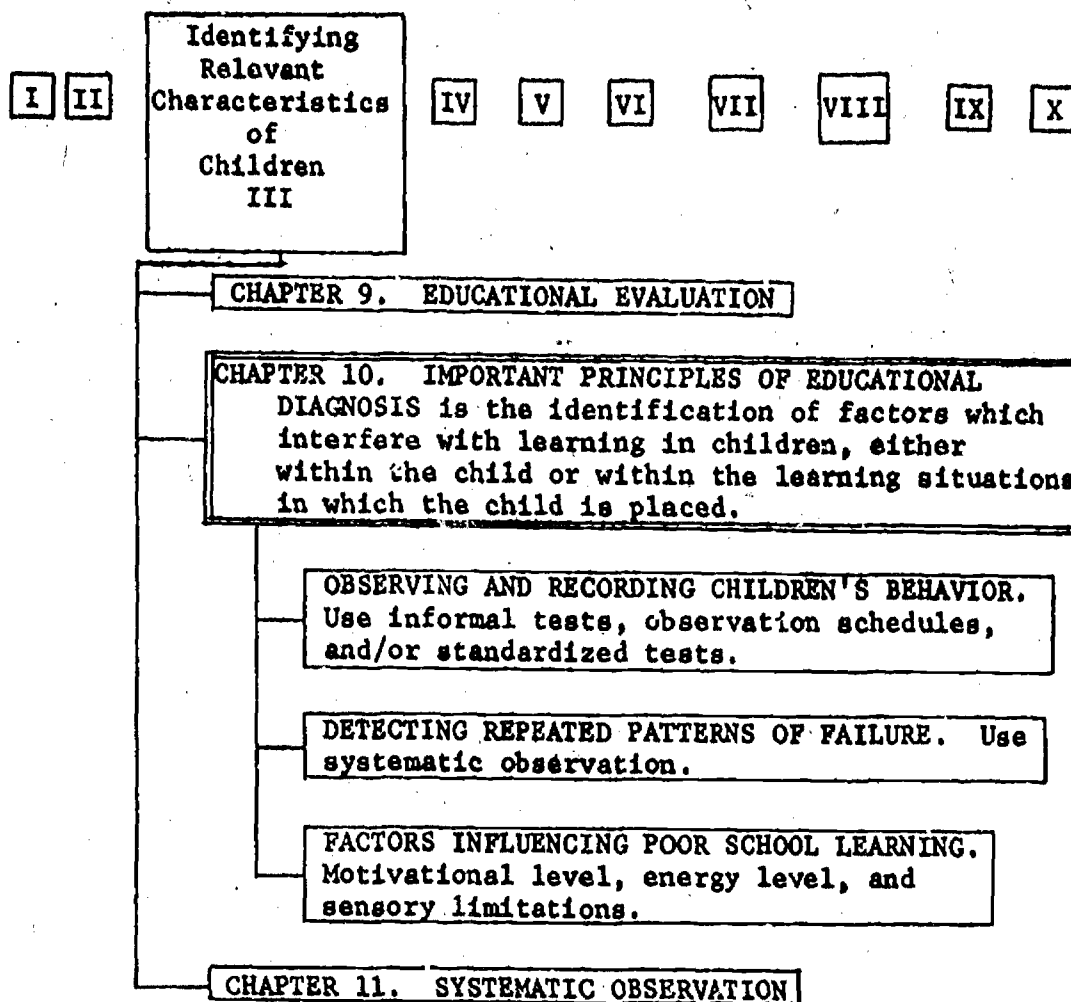 I II
Identifying
Relevant
Characteristics
of
Children
III
IV V VI VII VIII IX X
CHAPTER 9. EDUCATIONAL EVALUATION
CHAPTER 10. IMPORTANT PRINCIPLES OF EDUCATIONAL
DIAGNOSIS is the identification of factors which
interfere with learning in children, either
within the child or within the learning situations
in which the child is placed.
OBSERVING AND RECORDING CHILDREN'S BEHAVIOR.
Use informal tests, observation schedules,
and/or standardized tests.
DETECTING REPEATED PATTERNS OF FAILURE. Use
systematic observation.
FACTORS INFLUENCING POOR SCHOOL LEARNING.
Motivational level, energy level, and
sensory limitations.
CHAPTER 11. SYSTEMATIC OBSERVATION